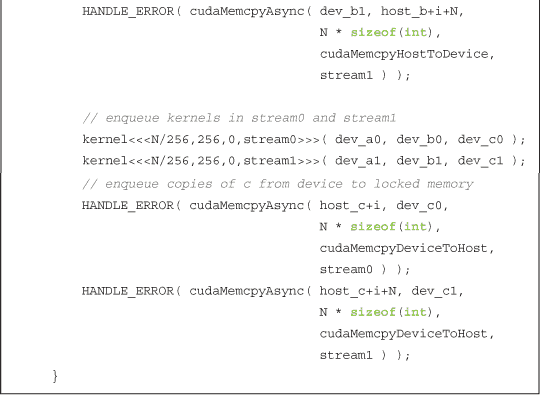 HANDLE_ERROR( cudaMemcpyAsync( dev_b1, host_b+i+N,
N * sizeof(int),
cudaMemcpyHostToDevice,
stream1 ) );
// enqueue kernels in stream0 and stream1
kernel<<<N/256,256,0,stream0>>>( dev_a0, dev_b0, dev_c0 );
kernel<<<N/256,256,0,stream1>>>( dev_a1, dev_b1, dev_c1 );
// enqueue copies of c from device to locked memory
HANDLE_ERROR( cudaMemcpyAsync( host_c+i, dev_c0,
N * sizeof(int),
cudaMemcpyDeviceToHost,
stream0 ) );
HANDLE_ERROR( cudaMemcpyAsync( host_c+i+N, dev_c1,
N * sizeof(int),
cudaMemcpyDeviceToHost,
stream1 ) );
}